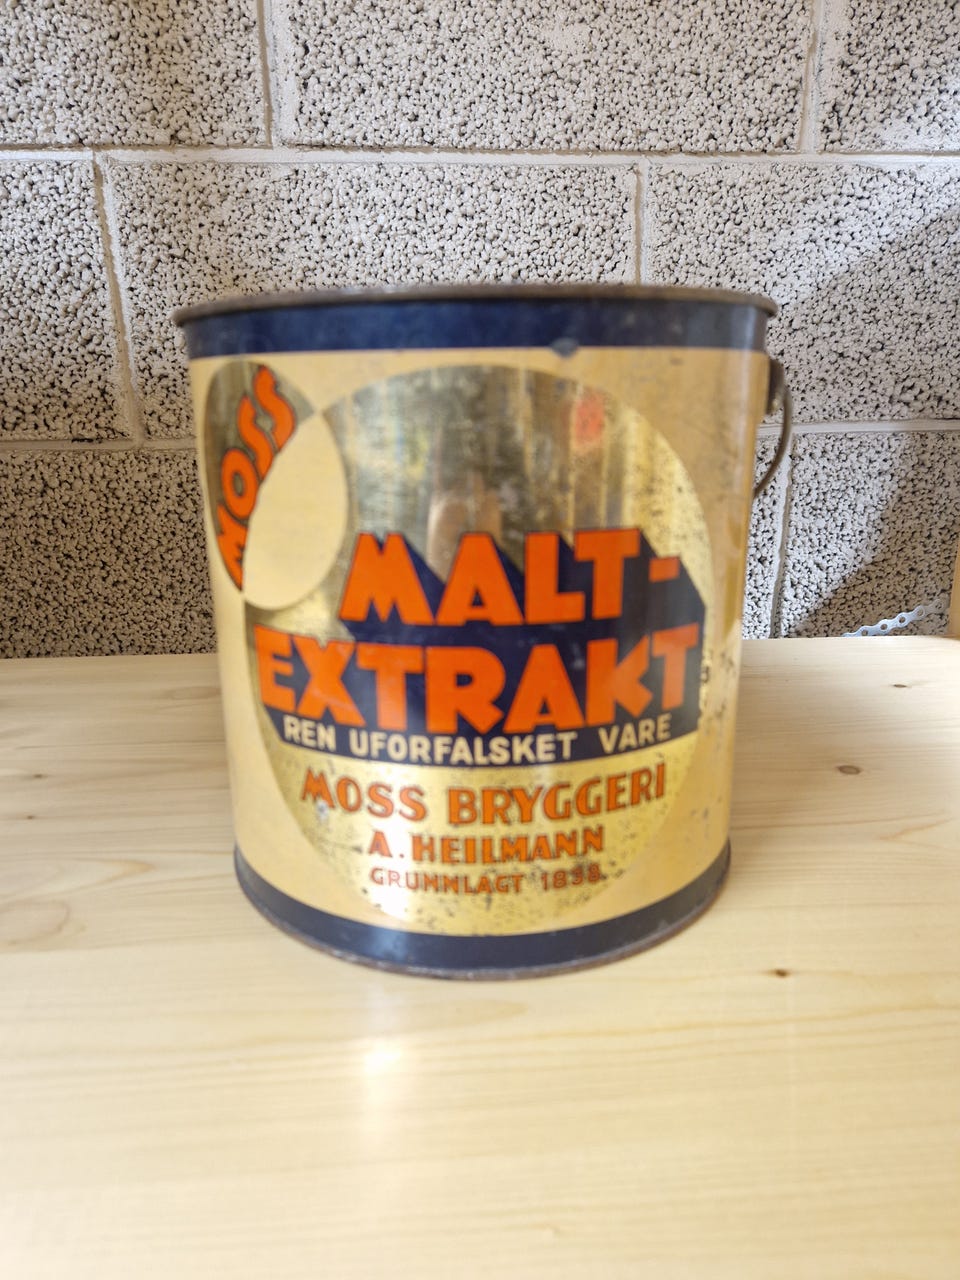 MOSS
MALT-
EXTRAKT
REN UFORFALSKET VARE
MOSS BRYGGERI
A. HEILMANN
GRUNNLAGT 1898.